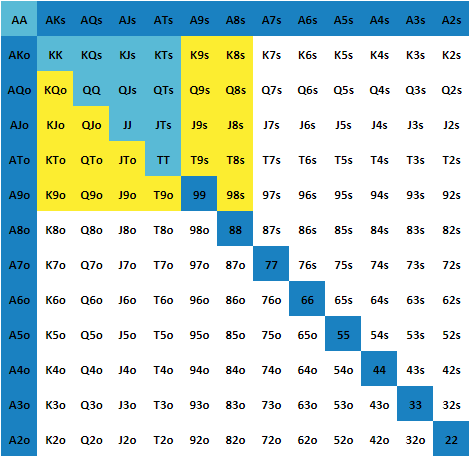 AA AKs AQs AJs ATs A9s A8s A7s A6s A5s A4s A3s A2s
AKo KK KQs KJs KTs K9s K8s K7s K6s K5s K4s K3s K2s
AQo KQo QQ QJs QTs Q9s Q8s Q7s Q6s Q5s Q4s Q3s Q2s
AJo KJo QJo JJ JTs J9s J8s J7s J6s J5s J4s J3s J2s
ATo KTo QTo JTo TT T9s T8s T7s T6s T5s T4s T3s T2s
A9o K9o Q9o J9o T9o 99 98s 97s 96s 95s 94s 93s 92s
A8o K8o Q8o J8o T8o 98o 88 87s 86s 85s 84s 83s 82s
A7o K7o Q7o J7o T7o 97o 87o 77 76s 75s 74s 73s 72s
A6o K6o Q6o J6o T6o 96o 86o 76o 66 65s 64s 63s 62s
A5o K5o Q5o J5o T5o 95o 85o 75o 65o 55 54s 53s 52s
A4o K4o Q4o J4o T4o 94o 84o 74o 64o 54o 44 43s 42s
A3o K3o Q3o J3o T3o 93o 83o 73o 63o 53o 43o 33 32s
A2o K2o Q2o J2o T2o 92o 82o 72o 62o 52o 42o 32o 22